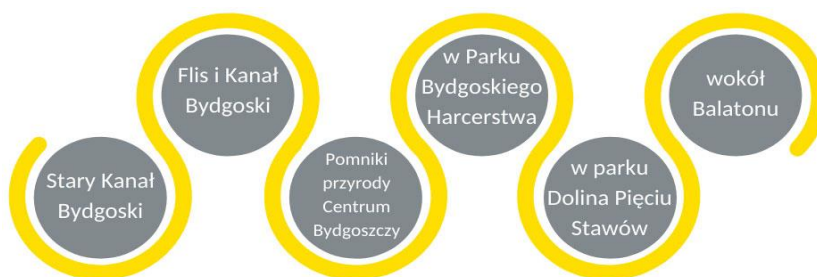 Stary Kanał
Bydgoski
Flis i Kanał
Bydgoski
Pomniki
przyrody
Centrum
Bydgoszczy
w Parku
Bydgoskiego
Harcerstwa
w parku
Dolina Pięciu
Stawów
wokół
Balatonu